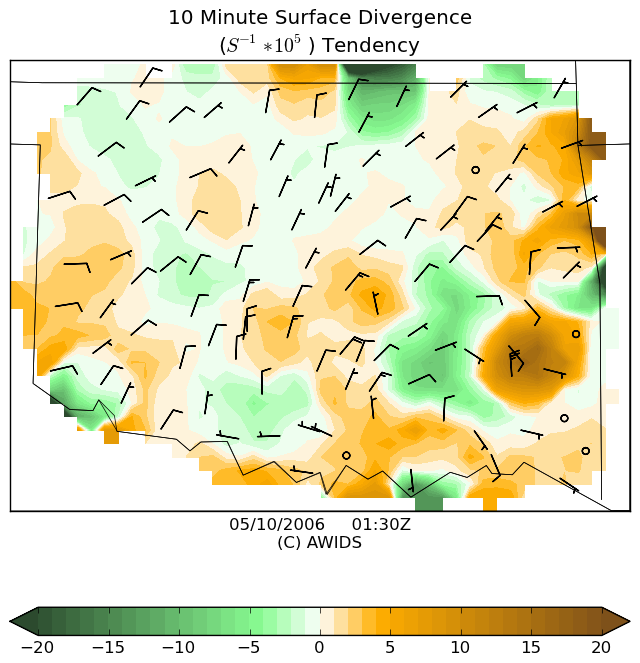 10 Minute Surface Divergence
(S⁻¹ * 10⁵ ) Tendency
05/10/2006 01:30Z
(C) AWIDS
−20 −15 −10 −5 0 5 10 15 20